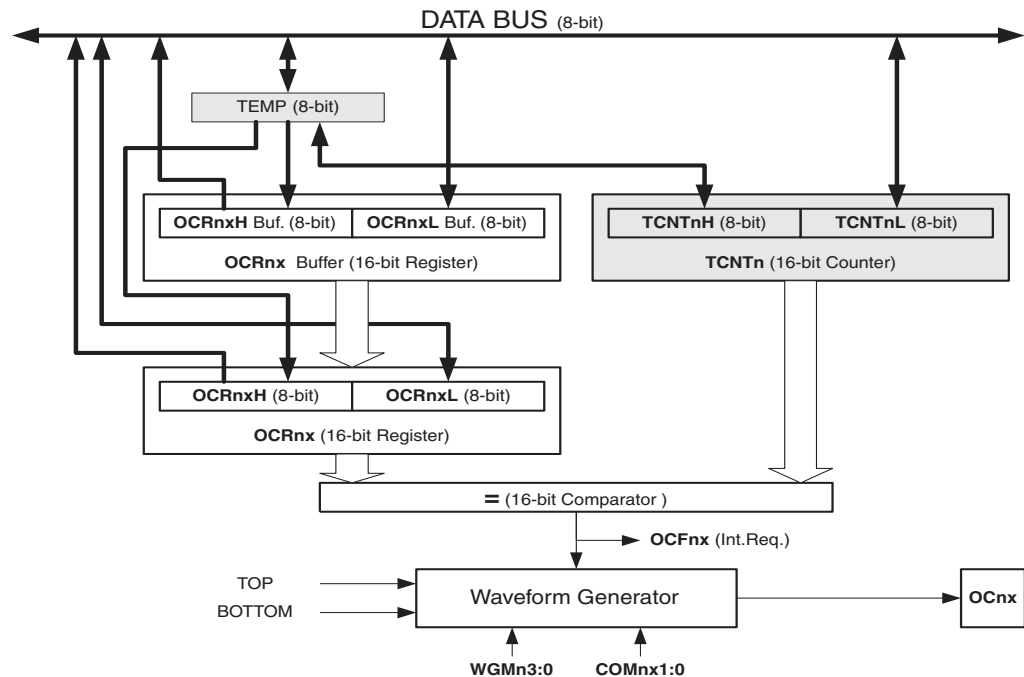 DATA BUS (8-bit)
TEMP (8-bit)
OCRnxH Buf. (8-bit) OCRnxL Buf. (8-bit)
OCRnx Buffer (16-bit Register)
TCNTnH (8-bit) TCNTnL (8-bit)
TCNTn (16-bit Counter)
OCRnxH (8-bit) OCRnxL (8-bit)
OCRnx (16-bit Register)
= (16-bit Comparator )
OCFnx (Int.Req.)
TOP
BOTTOM
Waveform Generator
OCnx
WGMn3:0 COMnx1:0